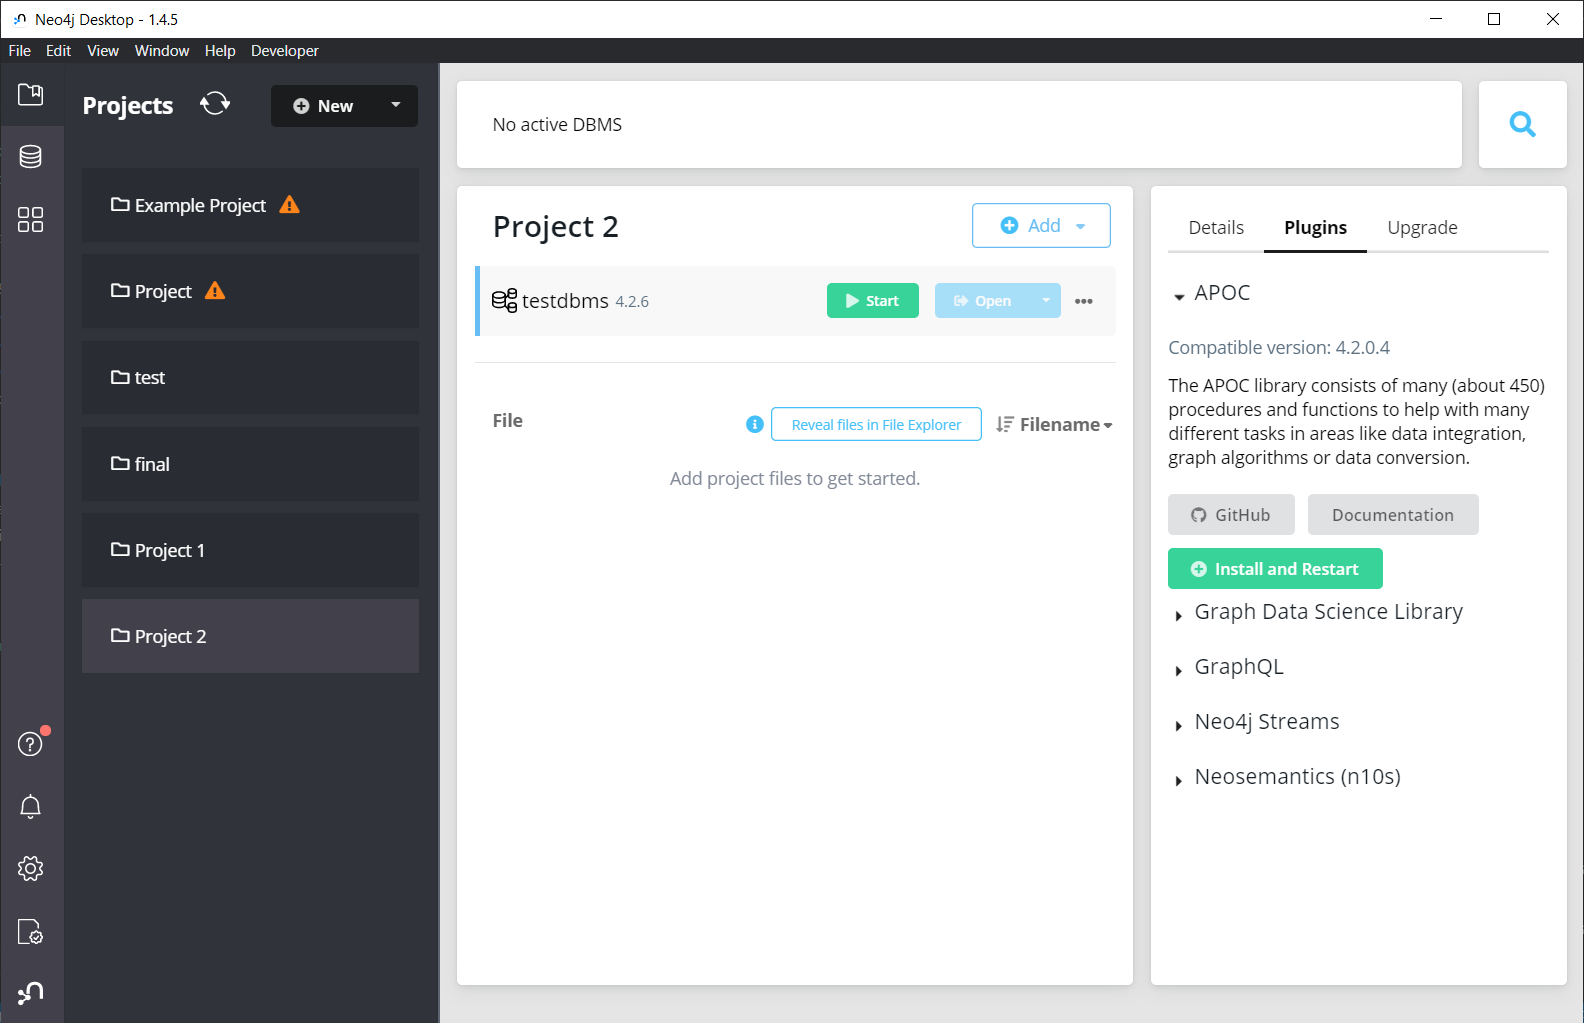 Neo4j Desktop - 1.4.5
File Edit View Window Help Developer
Projects
New
Example Project
Project
test
final
Project 1
Project 2
No active DBMS
Project 2
Add
testdbms 4.2.6
Start
Open
File
Reveal files in File Explorer
Filename
Add project files to get started.
Details Plugins Upgrade
APOC
Compatible version: 4.2.0.4
The APOC library consists of many (about 450)
procedures and functions to help with many
different tasks in areas like data integration,
graph algorithms or data conversion.
GitHub
Documentation
Install and Restart
Graph Data Science Library
GraphQL
Neo4j Streams
Neosemantics (n10s)